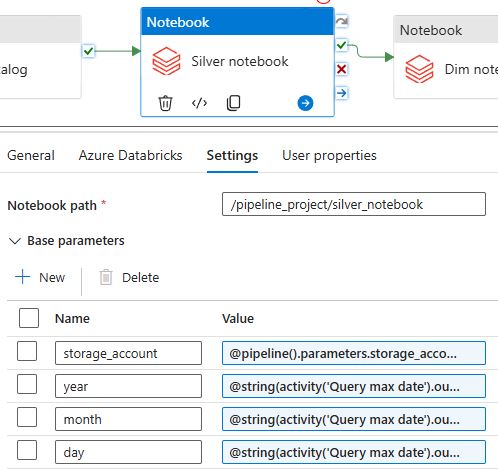 Notebook
Notebook
Silver notebook
Dim note
General Azure Databricks Settings User properties
Notebook path * /pipeline_project/silver_notebook
Base parameters
+ New Delete
Name Value
storage_account @pipeline().parameters.storage_acco...
year @string(activity('Query max date').ou...
month @string(activity('Query max date').ou...
day @string(activity('Query max date').ou...